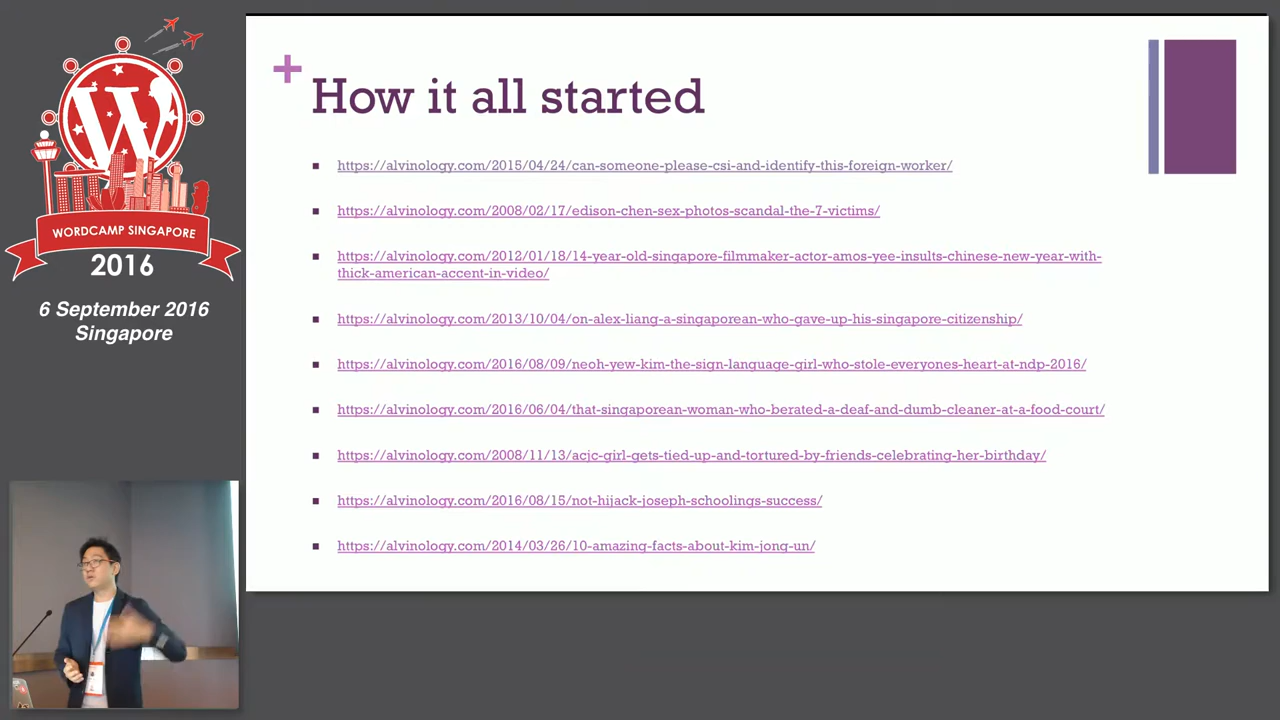 WORDCAMP SINGAPORE
2016
6 September 2016
Singapore
+ How it all started
https://alvinology.com/2015/04/24/can-someone-please-csi-and-identify-this-foreign-worker/
https://alvinology.com/2008/02/17/edison-chen-sex-photos-scandal-the-7-victims/
https://alvinology.com/2012/01/18/14-year-old-singapore-filmmaker-actor-amos-yee-insults-chinese-new-year-with-
thick-american-accent-in-video/
https://alvinology.com/2013/10/04/on-alex-liang-a-singaporean-who-gave-up-his-singapore-citizenship/
https://alvinology.com/2016/08/09/neoh-yew-kim-the-sign-language-girl-who-stole-everyones-heart-at-ndp-2016/
https://alvinology.com/2016/06/04/that-singaporean-woman-who-berated-a-deaf-and-dumb-cleaner-at-a-food-court/
https://alvinology.com/2008/11/13/acjc-girl-gets-tied-up-and-tortured-by-friends-celebrating-her-birthday/
https://alvinology.com/2016/08/15/not-hijack-joseph-schoolings-success/
https://alvinology.com/2014/03/26/10-amazing-facts-about-kim-jong-un/